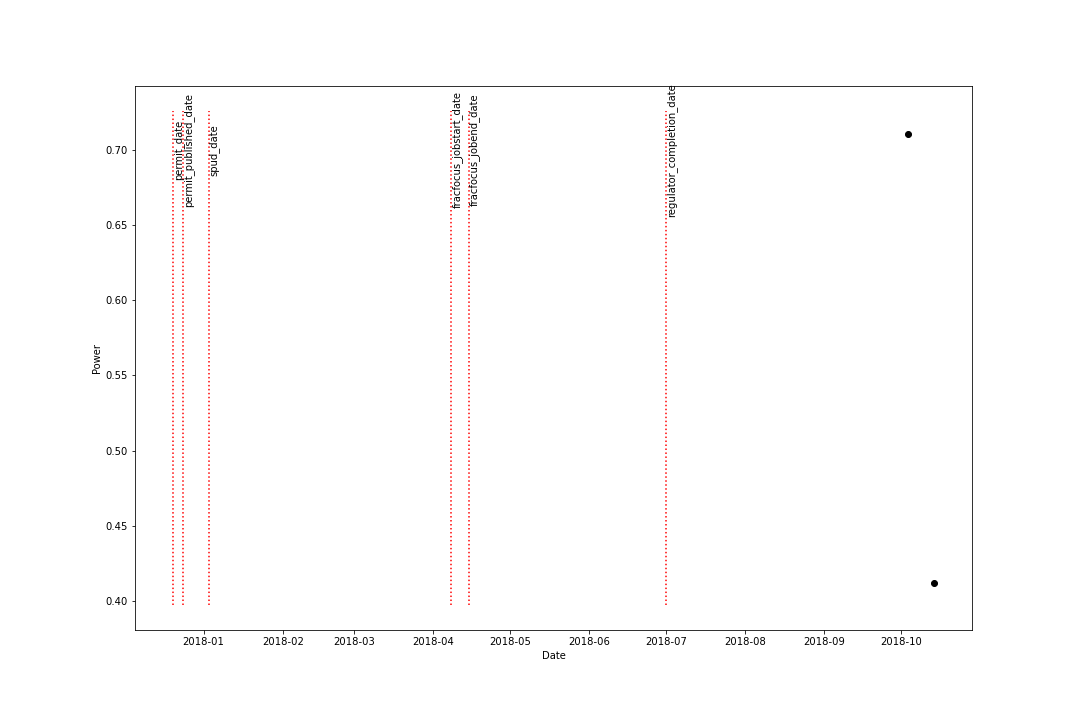 permit_date
permit_published_date
spud_date
fracfocus_jobstart_date
fracfocus_jobend_date
regulator_completion_date
0.70
0.65
0.60
0.55
0.50
0.45
0.40
Power
2018-01 2018-02 2018-03 2018-04 2018-05 2018-06 2018-07 2018-08 2018-09 2018-10
Date